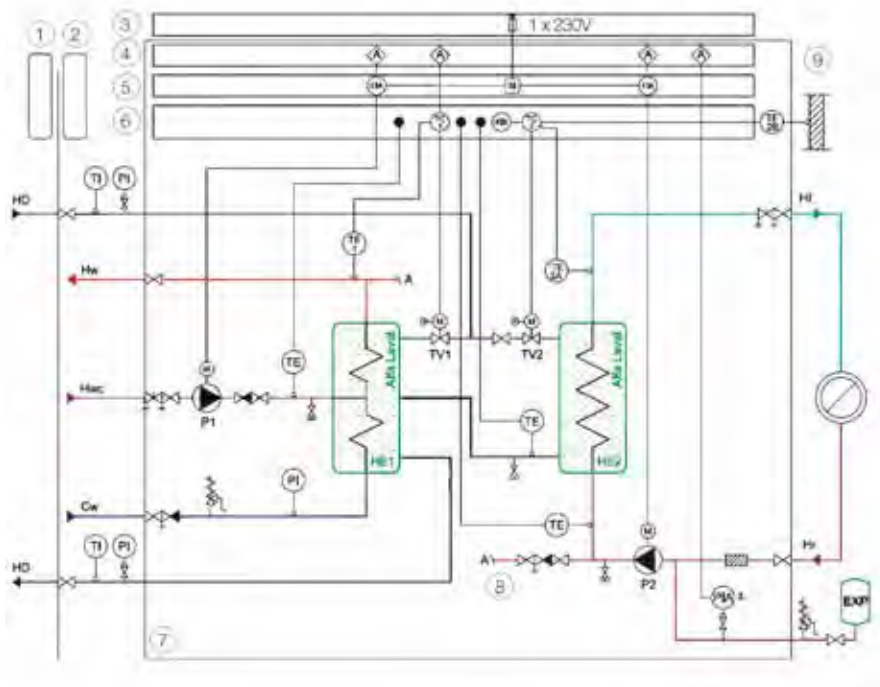 3
1 x 230V
1
2
4
A
A
A
A
9
5
6
TE
TI
PI
HD
HI
TE
1
Hw
A
M
M
TV1
TV2
Alfa Laval
Alfa Laval
TE
M
Hwc
P1
TE
HE1
HE2
PI
Cw
TE
M
TI
PI
HD
A
8
P2
Hr
EXP
7